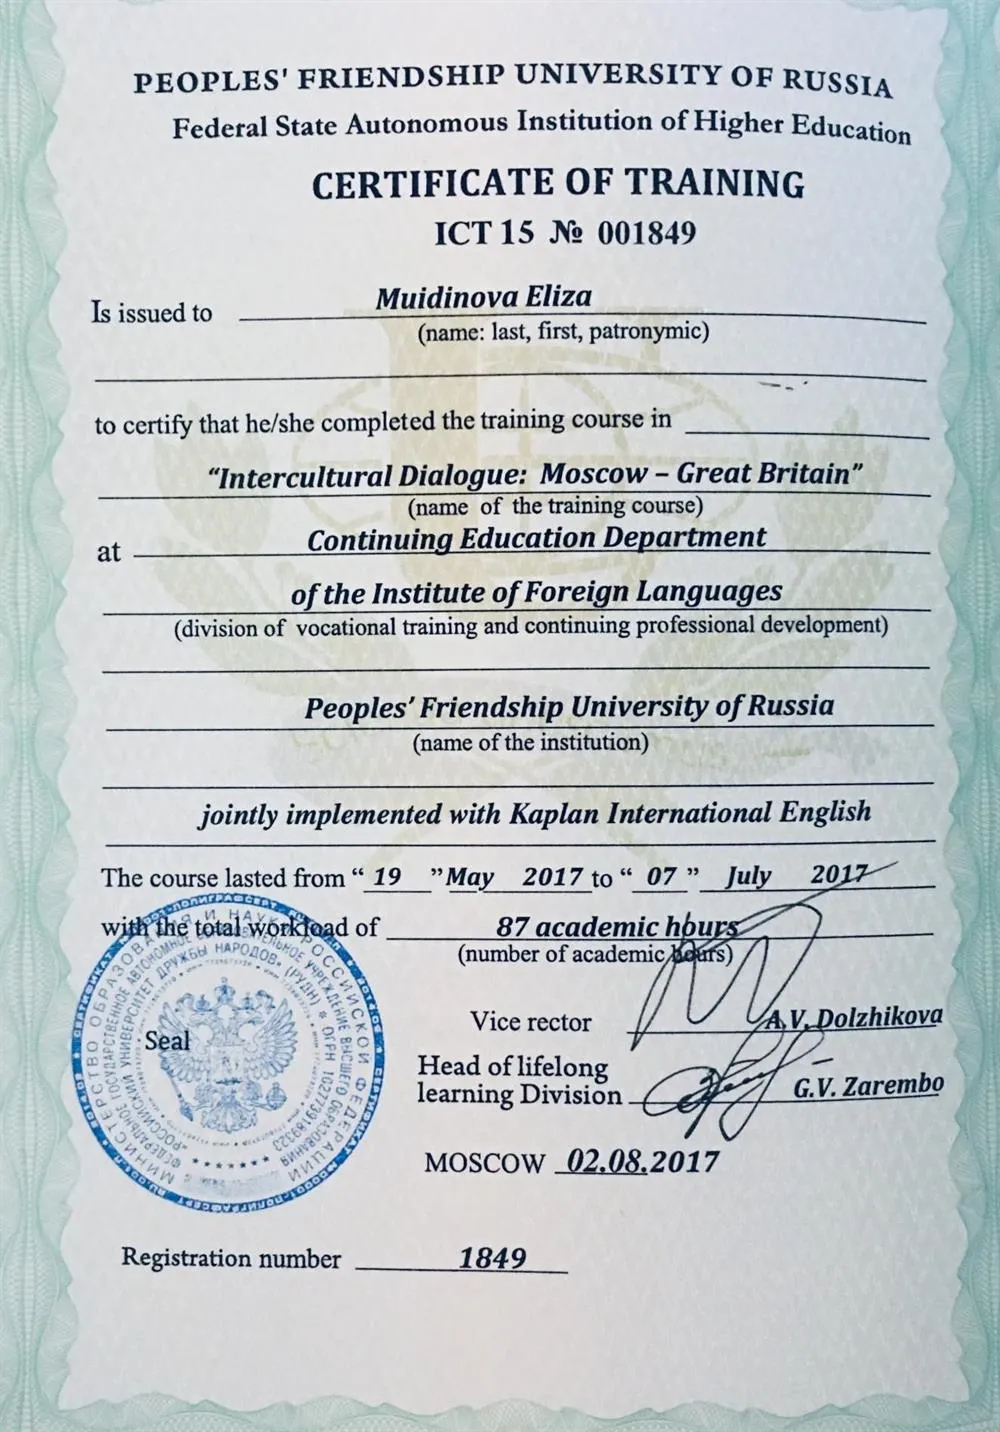 PEOPLES' FRIENDSHIP UNIVERSITY OF RUSSIA
Federal State Autonomous Institution of Higher Education
CERTIFICATE OF TRAINING
ICT 15 № 001849
Is issued to Muidinova Eliza
(name: last, first, patronymic)
to certify that he/she completed the training course in
“Intercultural Dialogue: Moscow – Great Britain”
(name of the training course)
at Continuing Education Department
of the Institute of Foreign Languages
(division of vocational training and continuing professional development)
Peoples’ Friendship University of Russia
(name of the institution)
jointly implemented with Kaplan International English
The course lasted from “ 19 ” May 2017 to “ 07 ” July 2017
with the total workload of 87 academic hours
(number of academic hours)
Vice rector A.V. Dolzhikova
Seal
Head of lifelong
learning Division G.V. Zarembo
MOSCOW 02.08.2017
Registration number 1849
МИНИСТЕРСТВО ОБРАЗОВАНИЯ И НАУКИ РОССИЙСКОЙ ФЕДЕРАЦИИ